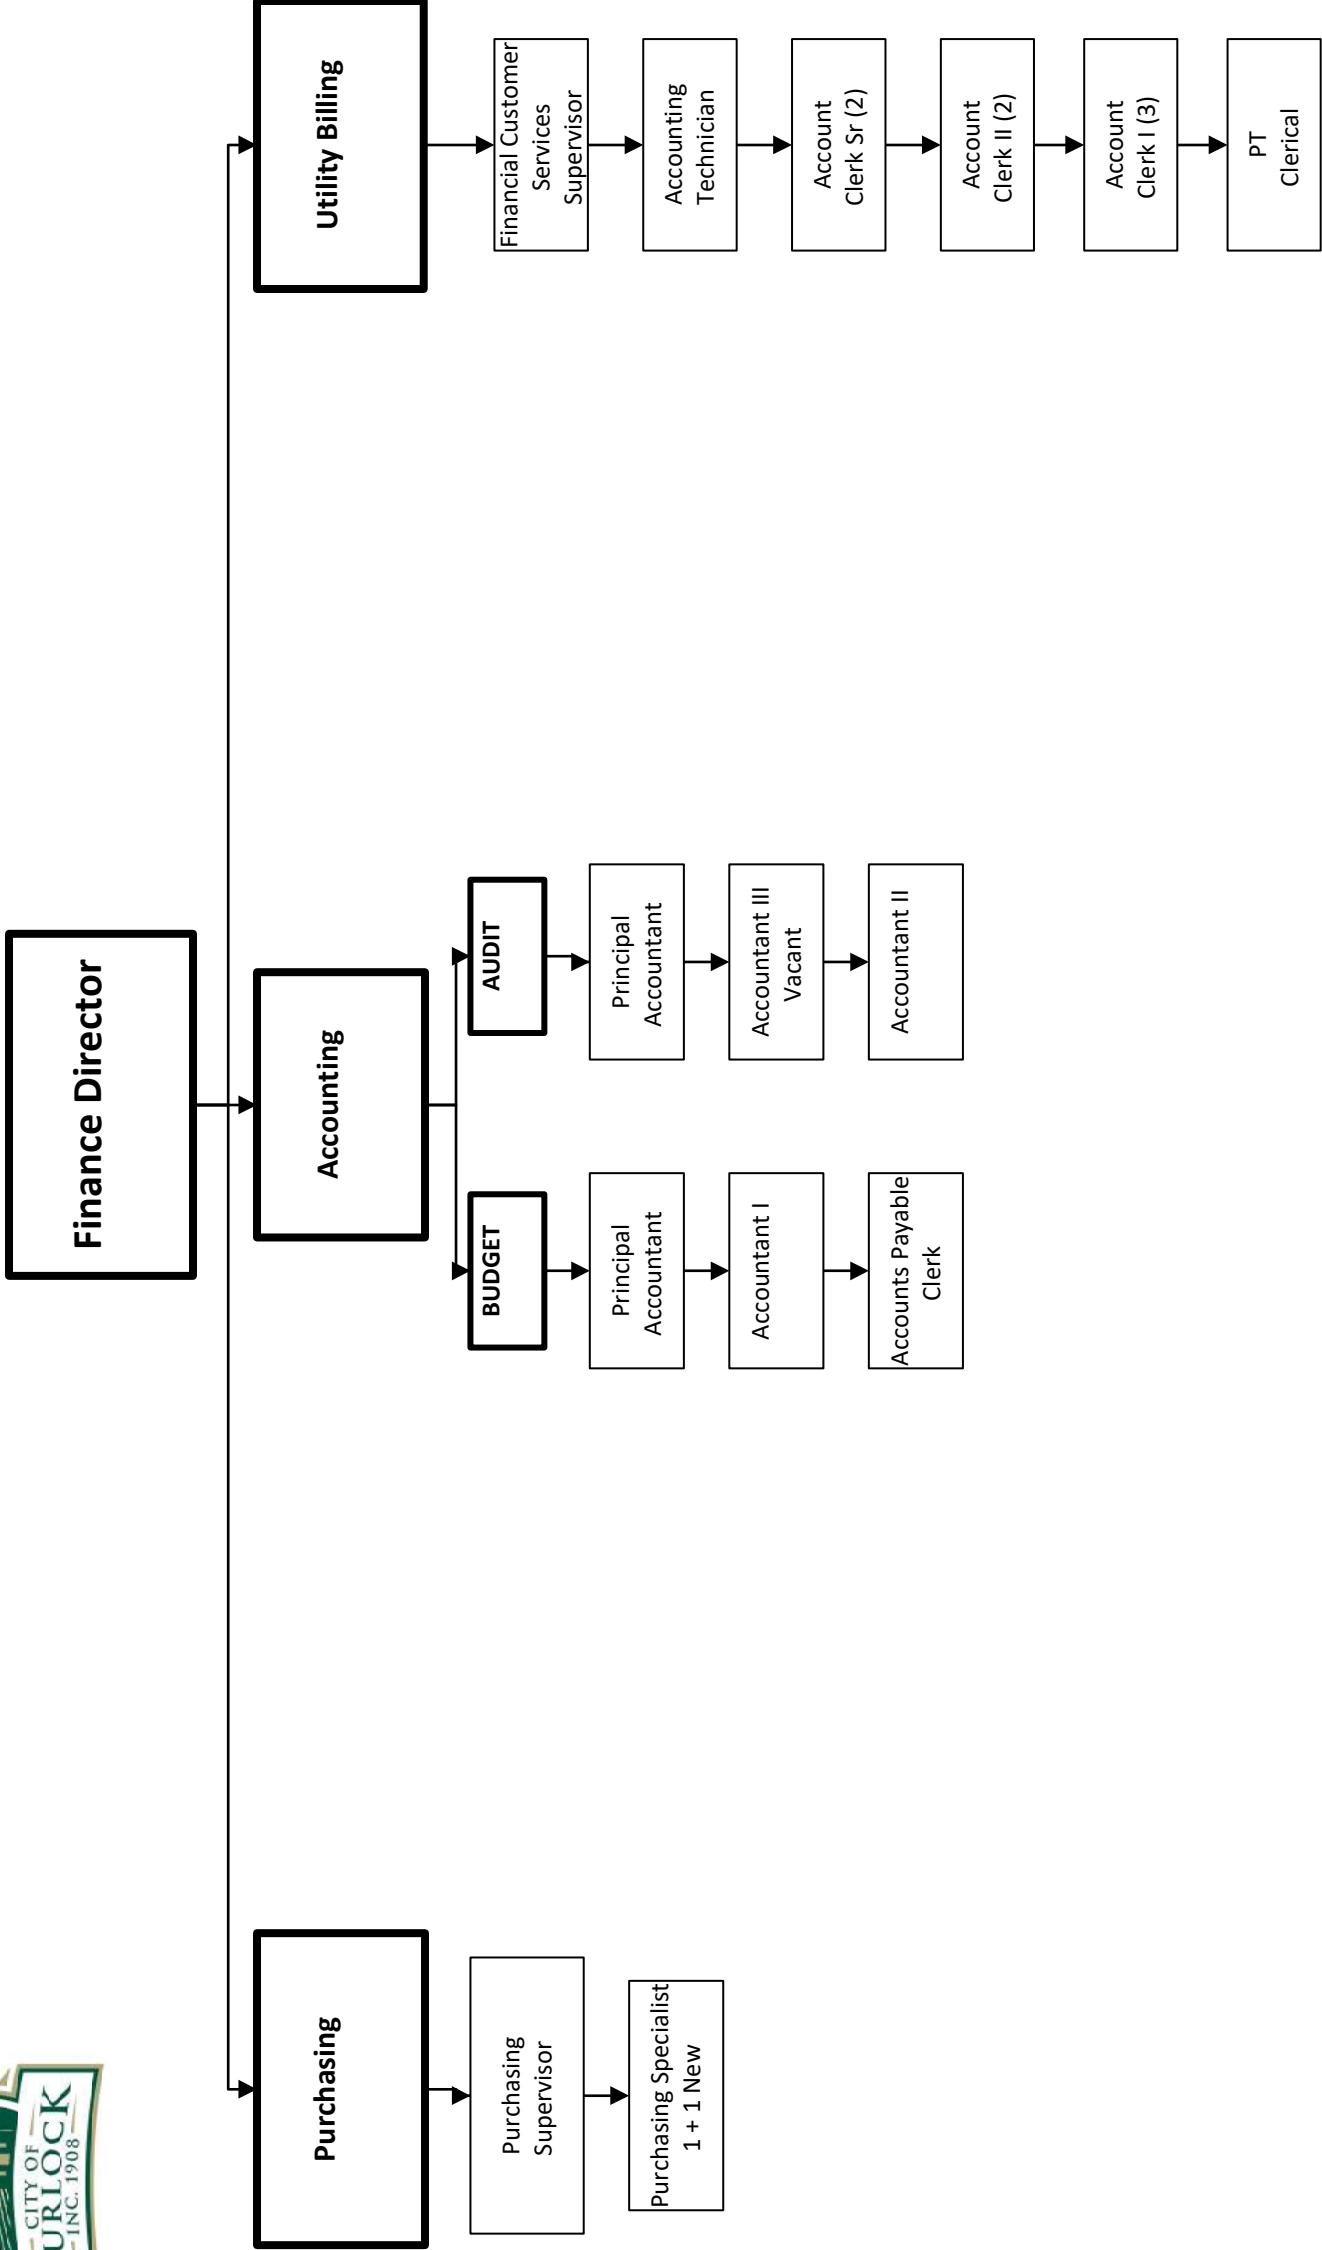 CITY OF
INC. 1908
Finance Director
Purchasing
Accounting
Utility Billing
BUDGET
AUDIT
Purchasing
Supervisor
Purchasing Specialist
1 + 1 New
Principal
Accountant
Accountant I
Accounts Payable
Clerk
Principal
Accountant
Accountant III
Vacant
Accountant II
Financial Customer
Services
Supervisor
Accounting
Technician
Account
Clerk Sr (2)
Account
Clerk II (2)
Account
Clerk I (3)
PT
Clerical